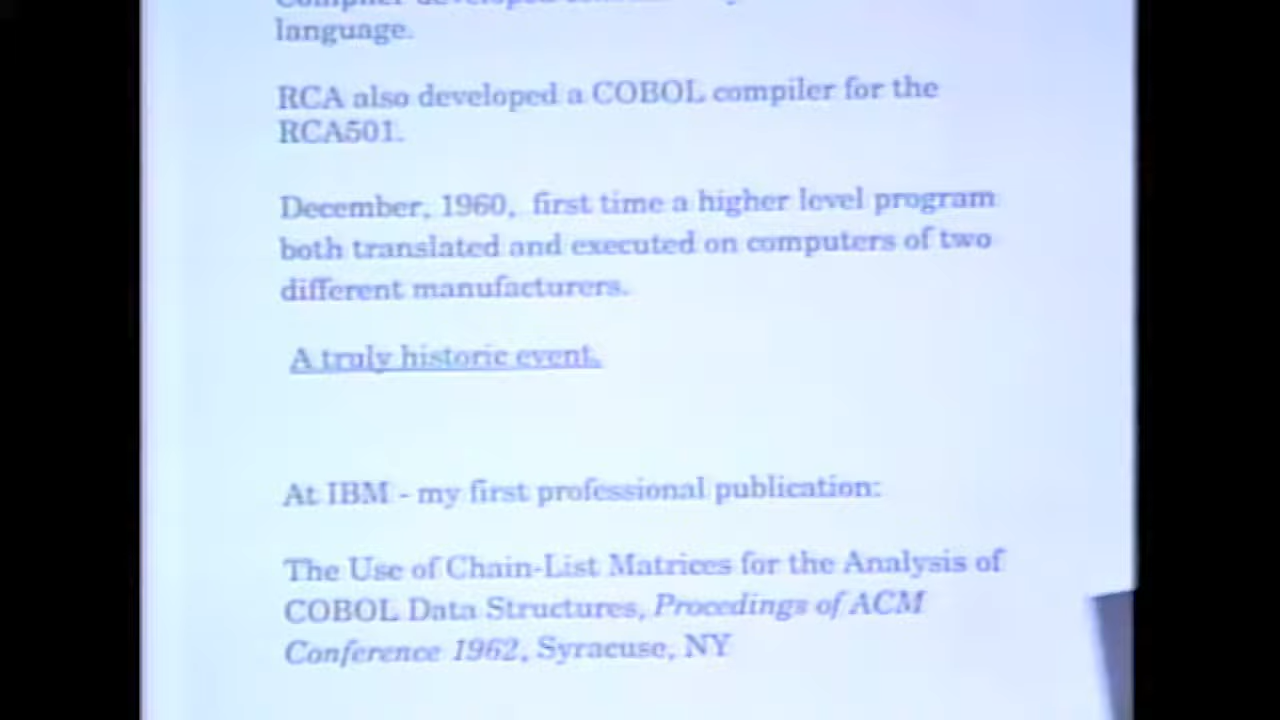 Compiler developed
language.
RCA also developed a COBOL compiler for the
RCA501.
December, 1960, first time a higher level program
both translated and executed on computers of two
different manufacturers.
A truly historic event.
At IBM - my first professional publication:
The Use of Chain-List Matrices for the Analysis of
COBOL Data Structures, Procedings of ACM
Conference 1962, Syracuse, NY